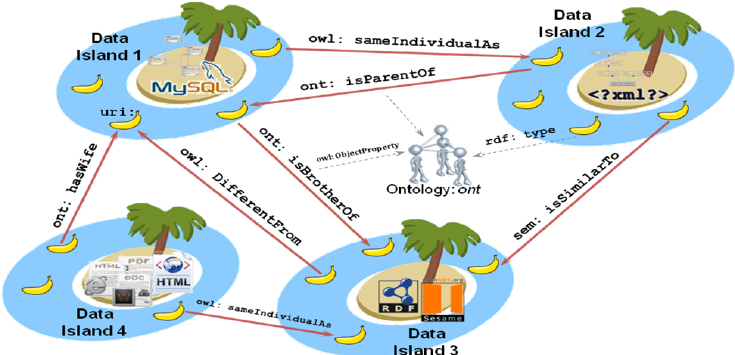 Data
Island 1
MySQL
uri:
owl: sameIndividualAs
ont: isParentOf
Data
Island 2
<?xml?>
rdf: type
owl:ObjectProperty
Ontology:ont
ont: isBrotherOf
owl: DifferentFrom
ont: hasWife
sem: isSimilarTo
HTML
PDF
DOC
HTML
Data
Island 4
owl: sameIndividualAs
RDF
Sesame
Data
Island 3